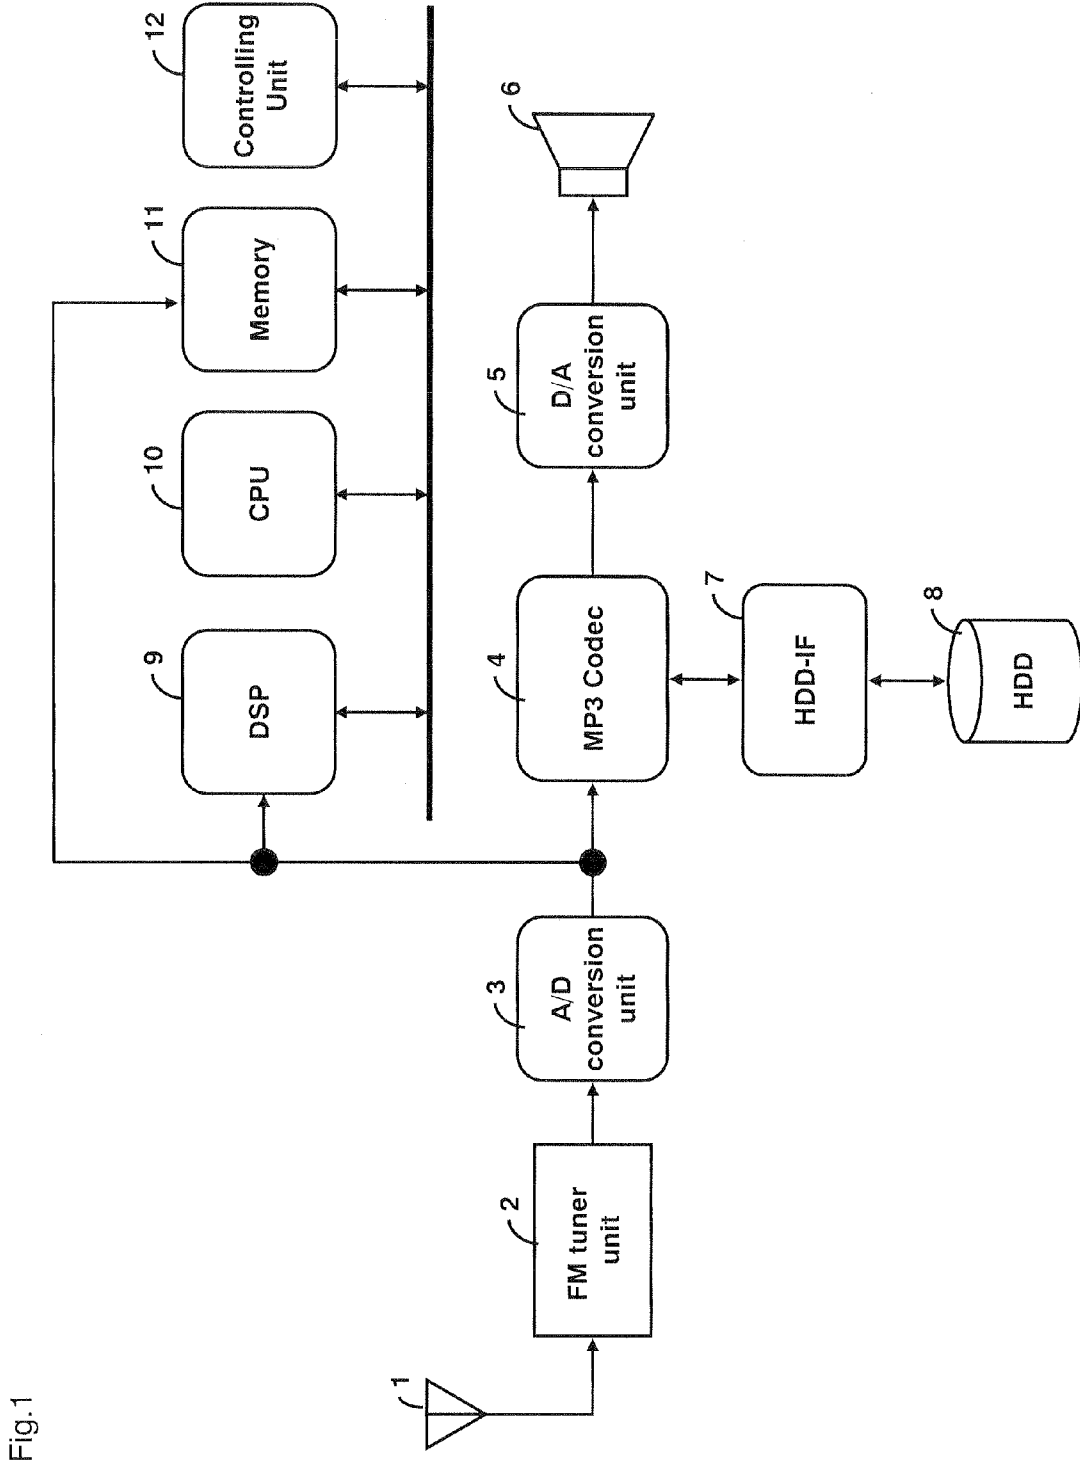 Fig.1
9
DSP
10
CPU
11
Memory
12
Controlling
Unit
1
2
FM tuner
unit
3
A/D
conversion
unit
4
MP3 Codec
5
D/A
conversion
unit
6
7
HDD-IF
8
HDD